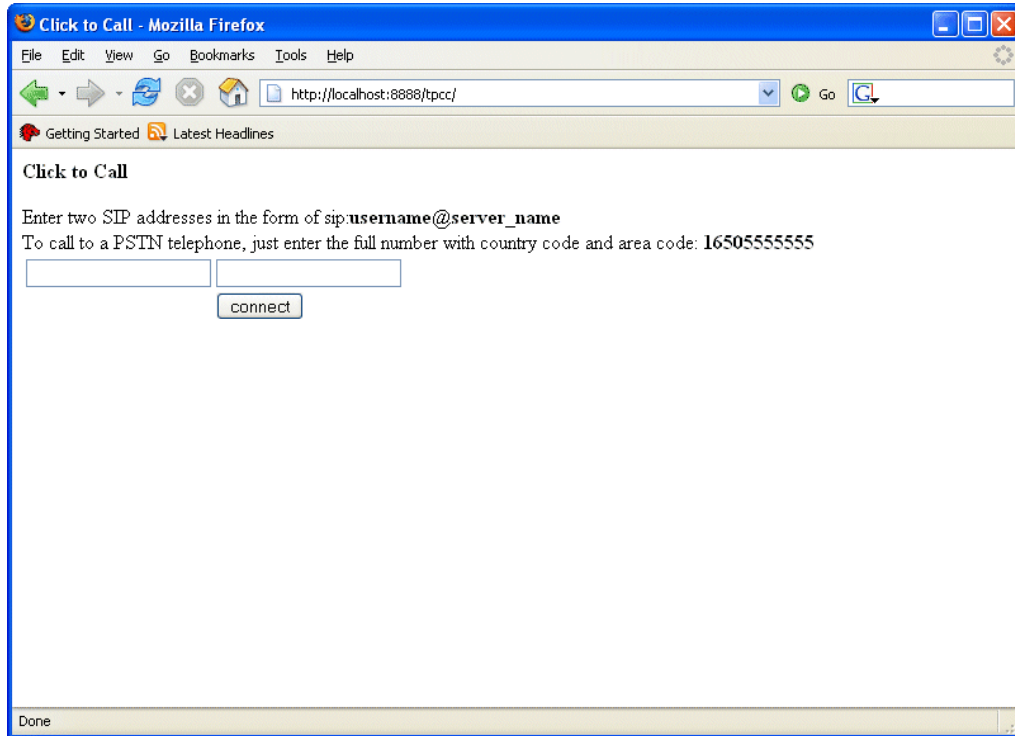 Click to Call - Mozilla Firefox
File Edit View Go Bookmarks Tools Help
http://localhost:8888/tpcc/ Go G
Getting Started Latest Headlines
Click to Call
Enter two SIP addresses in the form of sip:username@server_name
To call to a PSTN telephone, just enter the full number with country code and area code: 16505555555
connect
Done